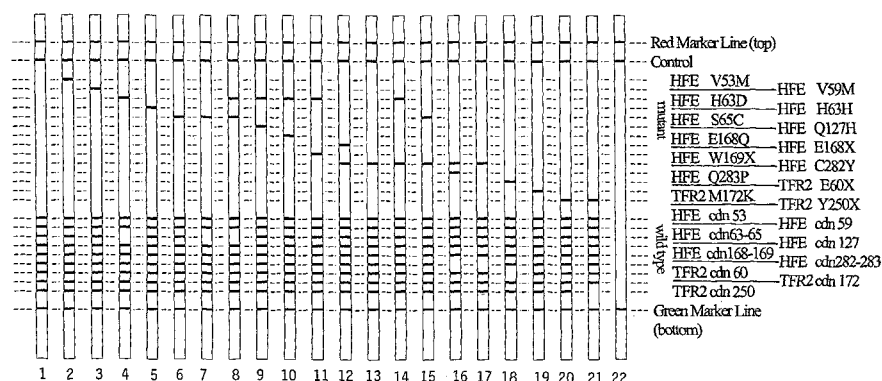 Red Marker Line (top)
Control
HFE V53M
HFE V59M
HFE H63D
HFE H63H
HFE S65C
HFE Q127H
HFE E168Q
HFE E168X
HFE W169X
HFE C282Y
HFE Q283P
TFR2 E60X
TFR2 M172K
TFR2 Y250X
mutant
HFE cdn 53
HFE cdn 59
HFE cdn63-65
HFE cdn 127
HFE cdn168-169
HFE cdn282-283
TFR2 cdn 60
TFR2 cdn 172
TFR2 cdn 250
wild type
Green Marker Line
(bottom)
1 2 3 4 5 6 7 8 9 10 11 12 13 14 15 16 17 18 19 20 21 22